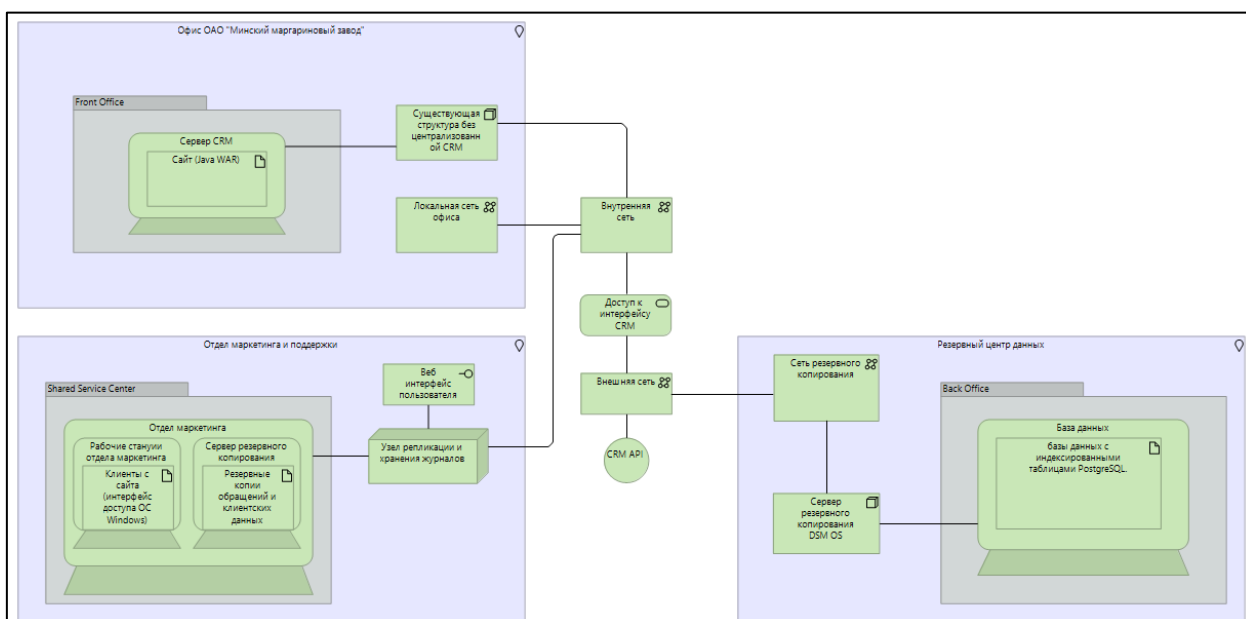 Офис ОАО "Минский маргариновый завод"
Front Office
Сервер CRM
Сайт (Java WAR)
Существующая
структура без
централизованн
ой CRM
Локальная сеть
офиса
Внутренняя
сеть
Доступ к
интерфейсу
CRM
Внешняя сеть
CRM API
Отдел маркетинга и поддержки
Shared Service Center
Отдел маркетинга
Рабочие стануии
отдела маркетинга
Клиенты с
сайта
(интерфейс
доступа ОС
Windows)
Сервер резервного
копирования
Резервные
копии
обращений и
клиентских
данных
Веб
интерфейс
пользователя
Узел репликации и
хранения журналов
Резервный центр данных
Сеть резервного
копирования
Сервер
резервного
копирования
DSM OS
Back Office
База данных
базы данных с
индексированными
таблицами PostgreSQL.